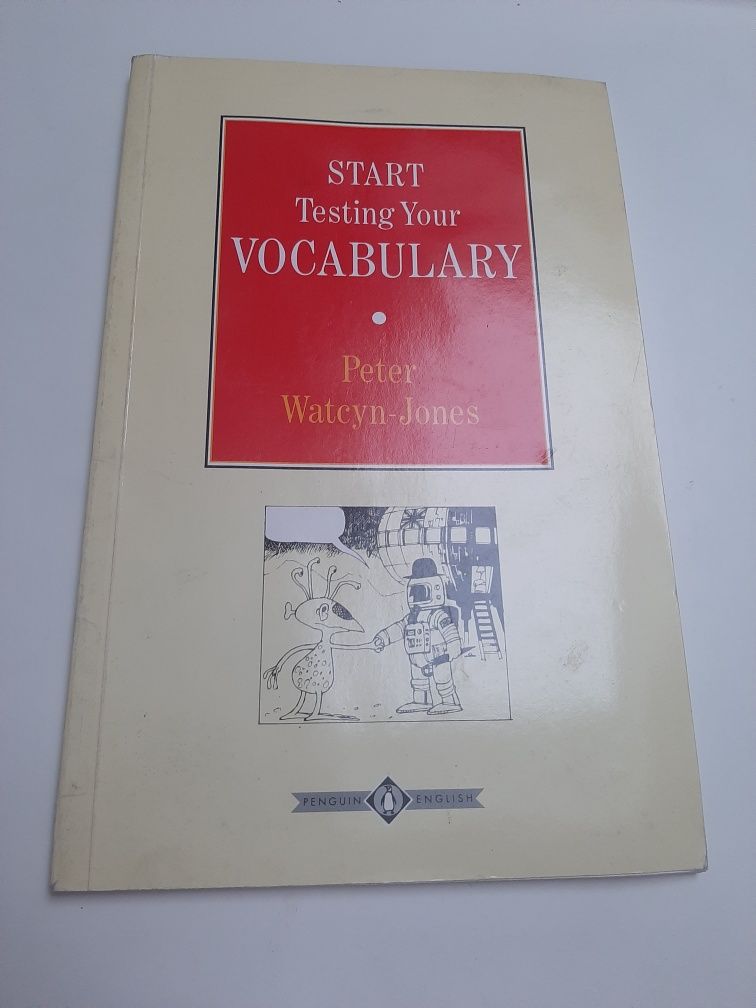 START
Testing Your
VOCABULARY
Peter
Watcyn-Jones
PENGUIN ENGLISH